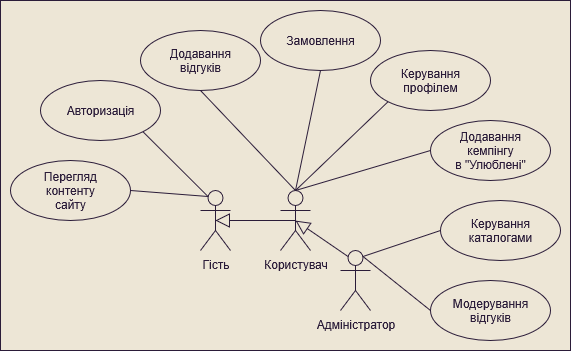 Замовлення
Додавання
відгуків
Керування
профілем
Авторизація
Додавання
кемпінгу
в "Улюблені"
Перегляд
контенту
сайту
Керування
каталогами
Гість
Користувач
Модерування
відгуків
Адміністратор